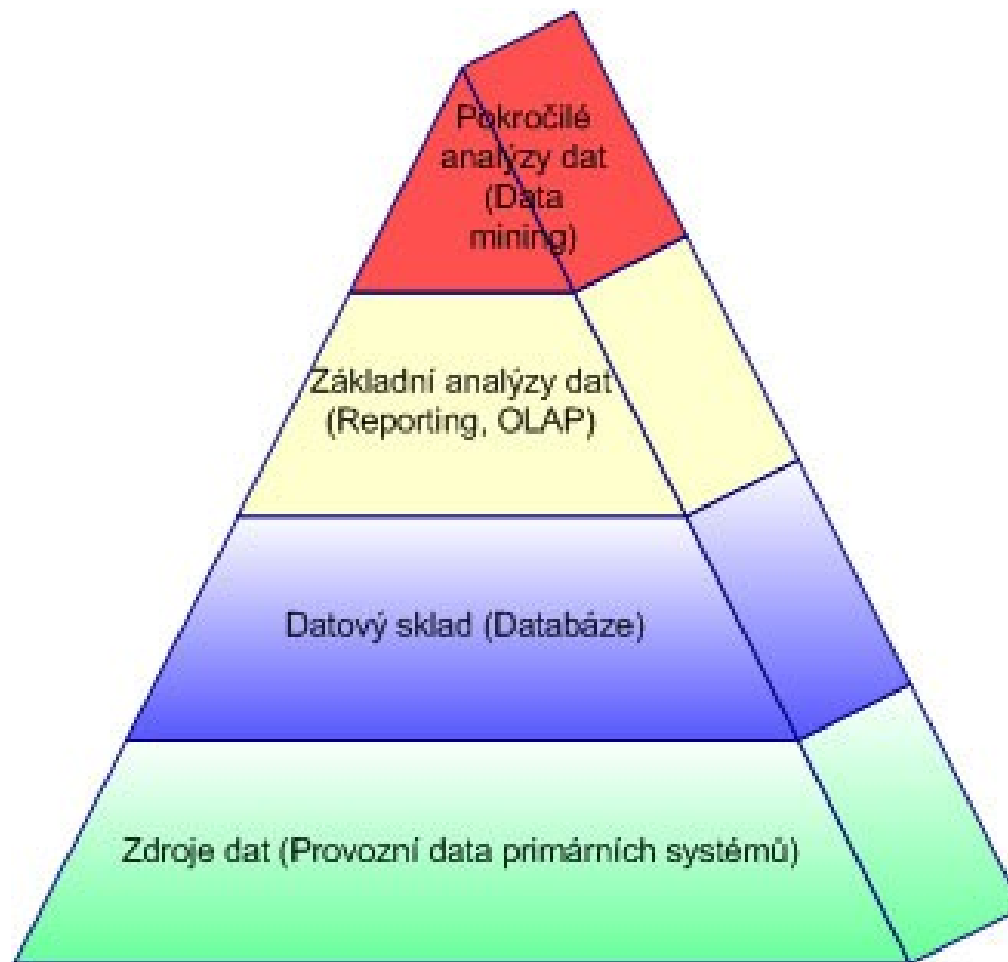 Pokročilé
analýzy dat
(Data
mining)
Základní analýzy dat
(Reporting, OLAP)
Datový sklad (Databáze)
Zdroje dat (Provozní data primárních systémů)